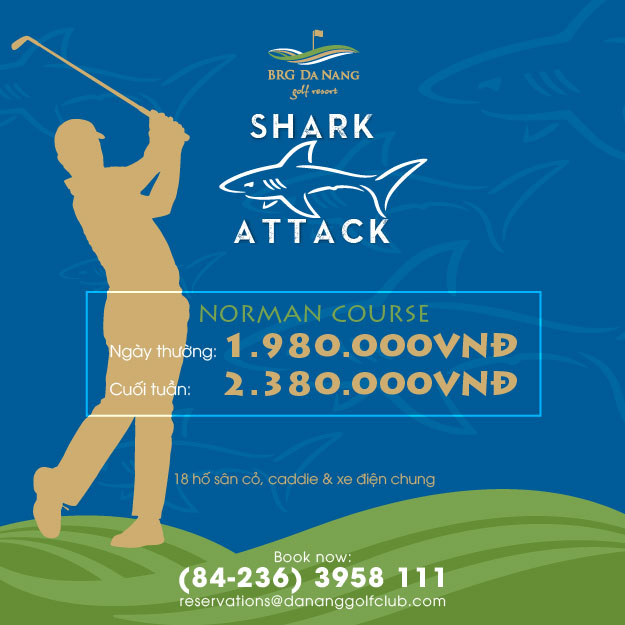 BRG DA NANG
golf resort
SHARK
ATTACK
NORMAN COURSE
Ngày thường: 1.980.000VNĐ
Cuối tuần: 2.380.000VNĐ
18 hố sân cỏ, caddie & xe điện chung
Book now:
(84-236) 3958 111
reservations@dananggolfclub.com